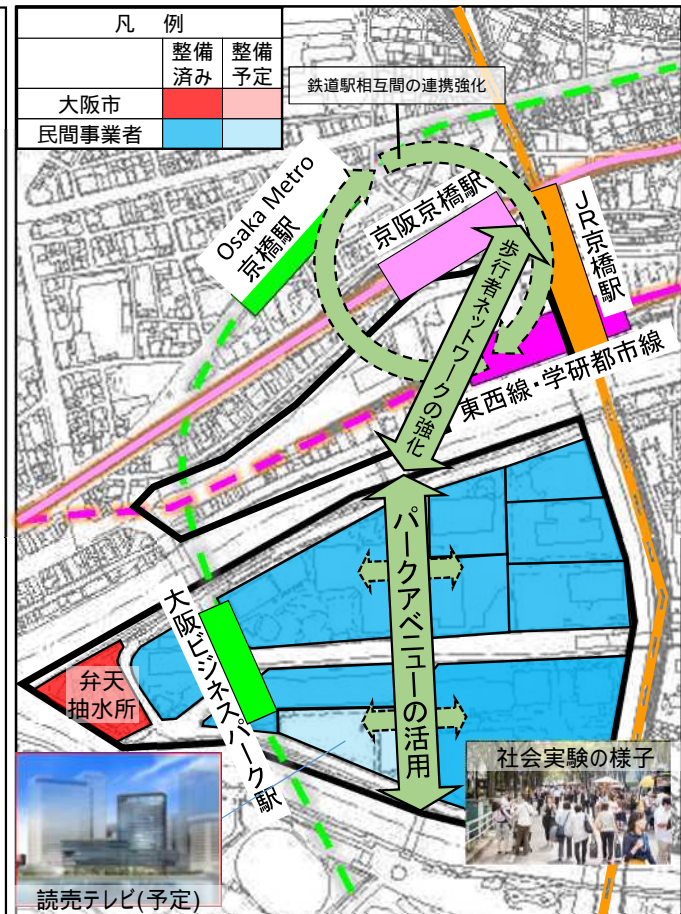 凡 例
整備
済み
整備
予定
大阪市
民間事業者
鉄道駅相互間の連携強化
Osaka Metro
京橋駅
京阪京橋駅
JR京橋駅
歩行者ネットワークの強化
東西線・学研都市線
パークアベニューの活用
大阪ビジネスパーク駅
弁天
抽水所
社会実験の様子
読売テレビ(予定)